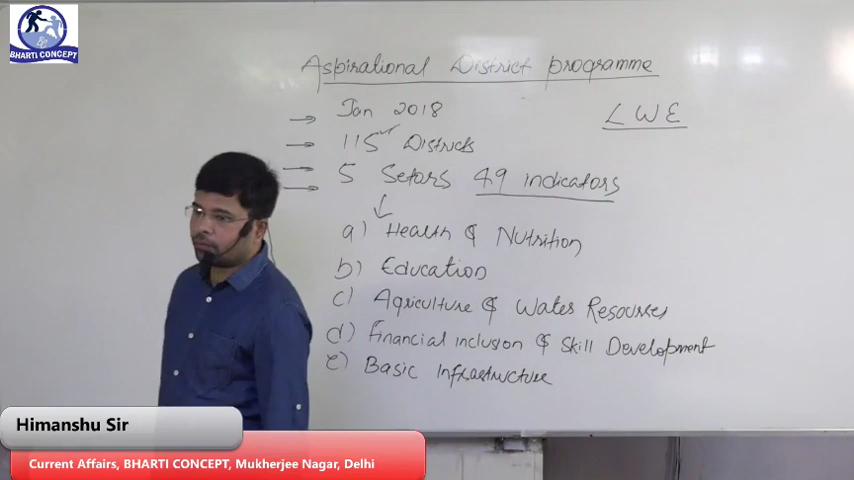 BHARTI CONCEPT
Aspirational District programme
Jan 2018
LWE
115 Districts
5 Setors 49 indicators
a) Health & Nutrition
b) Education
c) Agriculture & Water Resources
d) Financial inclusion & Skill Development
e) Basic Infrastructure
Himanshu Sir
Current Affairs, BHARTI CONCEPT, Mukherjee Nagar, Delhi